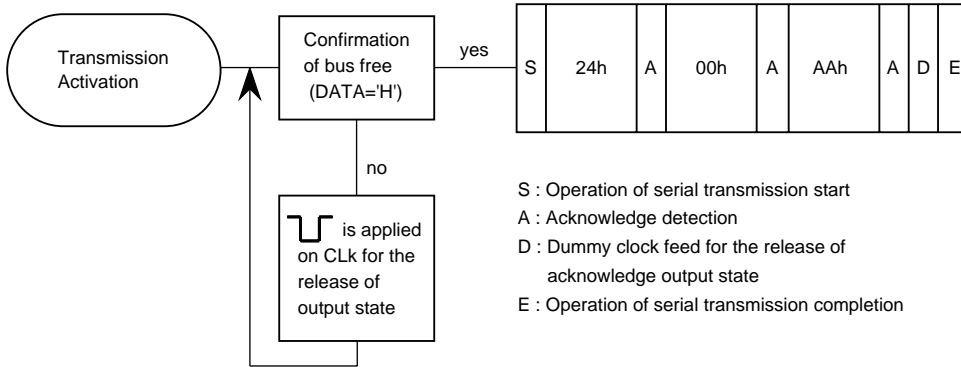 Transmission
Activation
Confirmation
of bus free
(DATA='H')
yes
S 24h A 00h A AAh A D E
no
is applied
on CLk for the
release of
output state
S : Operation of serial transmission start
A : Acknowledge detection
D : Dummy clock feed for the release of
acknowledge output state
E : Operation of serial transmission completion